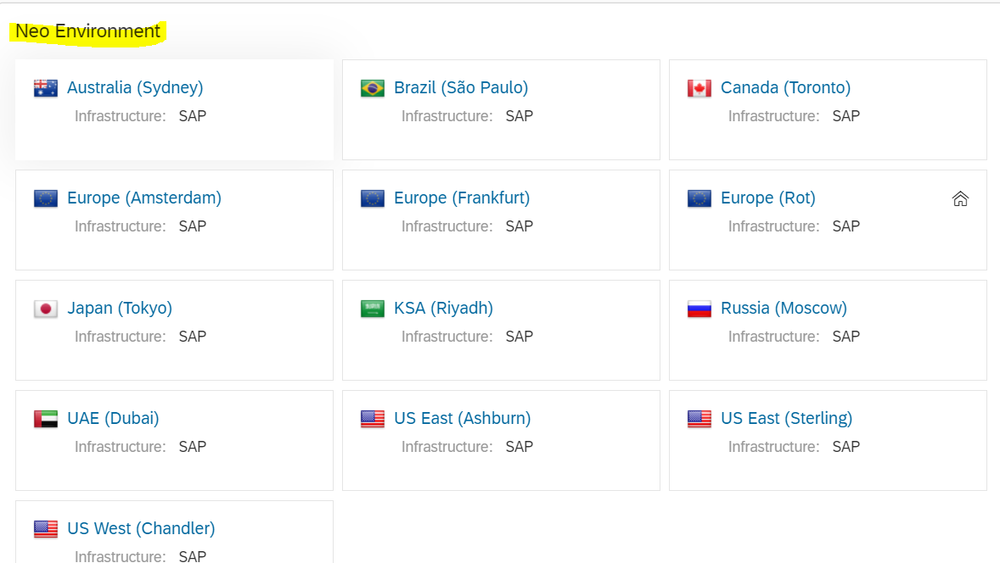 Neo Environment
Australia (Sydney)
Infrastructure: SAP
Brazil (São Paulo)
Infrastructure: SAP
Canada (Toronto)
Infrastructure: SAP
Europe (Amsterdam)
Infrastructure: SAP
Europe (Frankfurt)
Infrastructure: SAP
Europe (Rot)
Infrastructure: SAP
Japan (Tokyo)
Infrastructure: SAP
KSA (Riyadh)
Infrastructure: SAP
Russia (Moscow)
Infrastructure: SAP
UAE (Dubai)
Infrastructure: SAP
US East (Ashburn)
Infrastructure: SAP
US East (Sterling)
Infrastructure: SAP
US West (Chandler)
Infrastructure: SAP